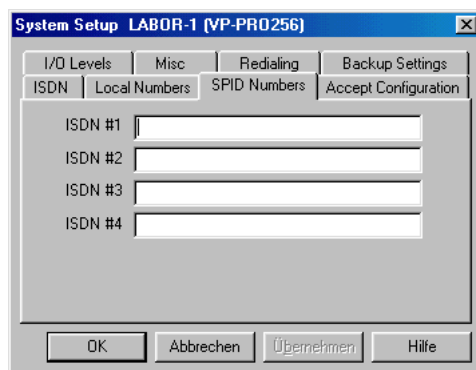 System Setup LABOR-1 (VP-PRO256)
I/O Levels Misc Redialing Backup Settings
ISDN Local Numbers SPID Numbers Accept Configuration
ISDN #1
ISDN #2
ISDN #3
ISDN #4
OK Abbrechen Übernehmen Hilfe